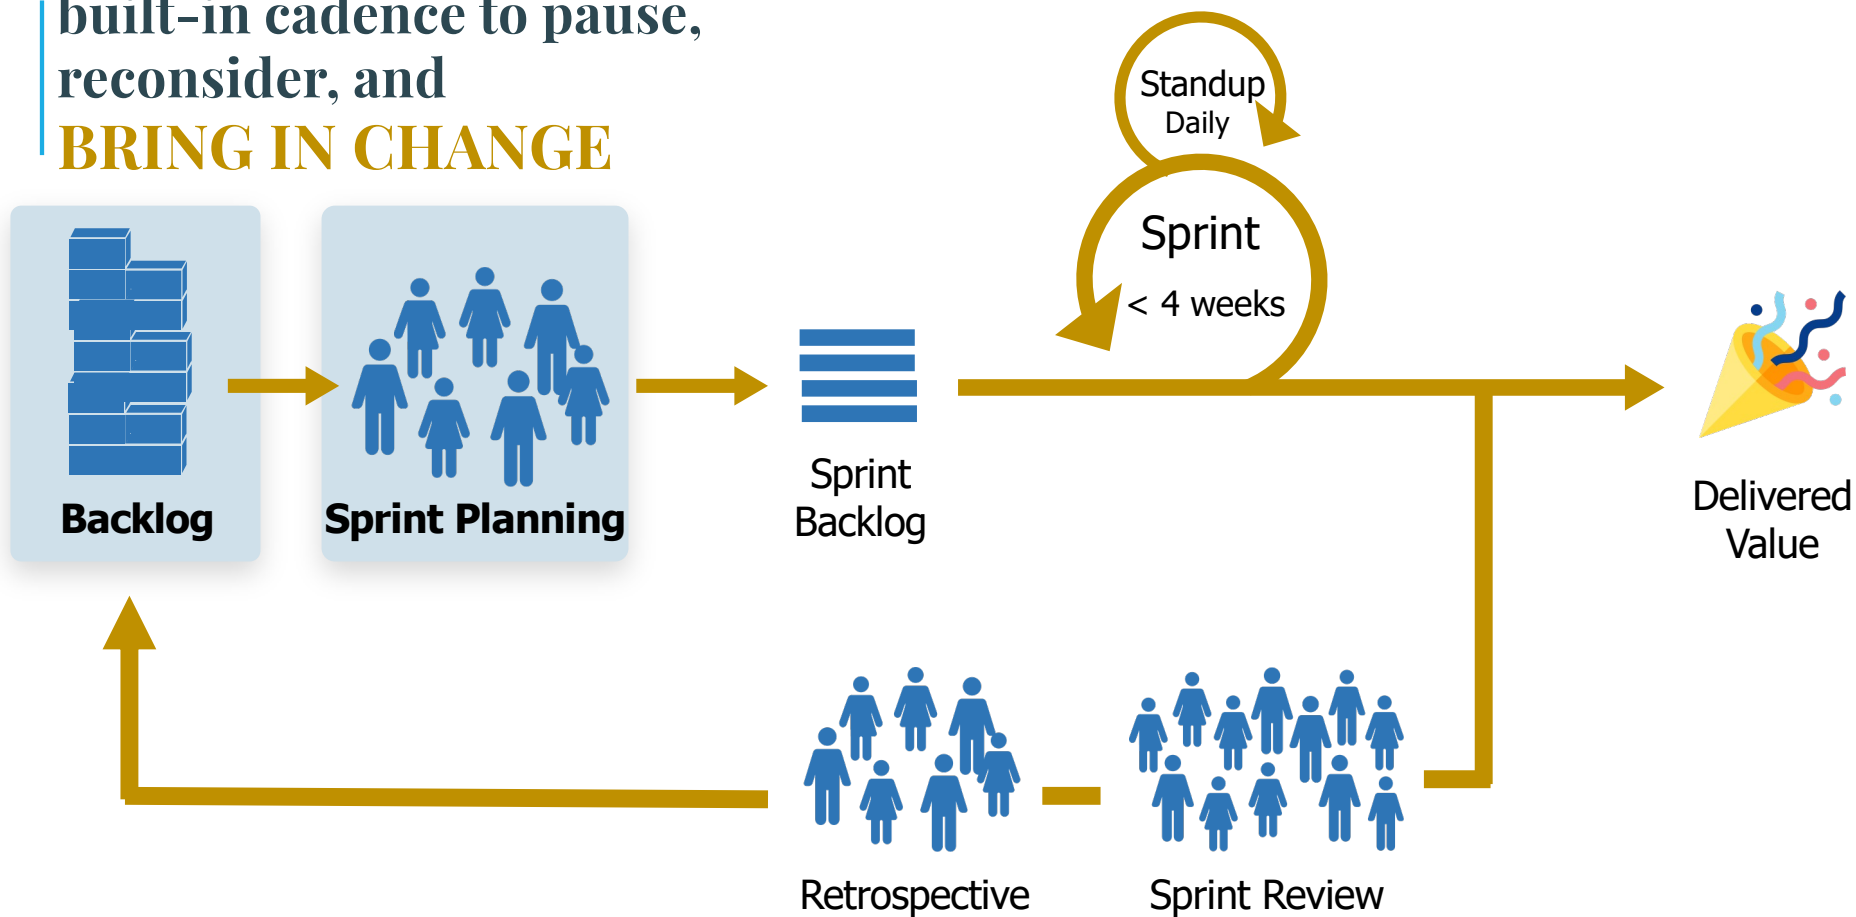 built-in cadence to pause,
reconsider, and
BRING IN CHANGE
Standup
Daily
Sprint
< 4 weeks
Backlog
Sprint Planning
Sprint
Backlog
Delivered
Value
Retrospective
Sprint Review